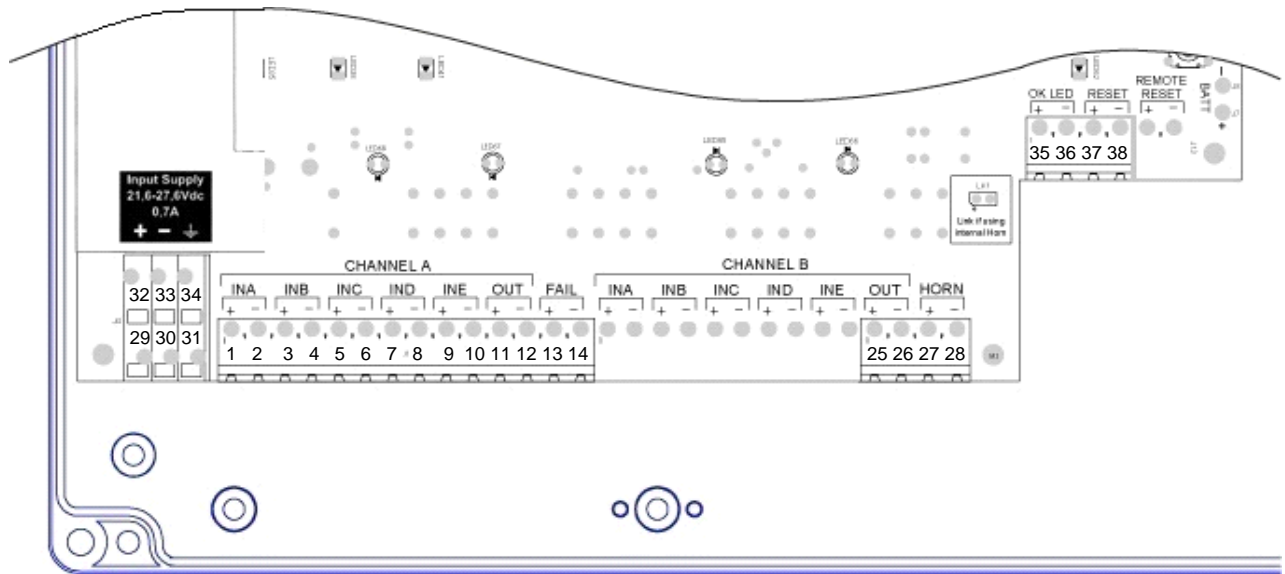 OK LED RESET REMOTE RESET
BATT
+ − + − + −
− +
35 36 37 38
LED66 LED67
Input Supply
21,6-27,6Vdc
0,7A
+ −
LK1
Link if using
internal Horn
CHANNEL A CHANNEL B
INA INB INC IND INE OUT FAIL INA INB INC IND INE OUT HORN
+ − + − + − + − + − + − + − + − + − + − + − + − + − + −
32 33 34
29 30 31
1 2 3 4 5 6 7 8 9 10 11 12 13 14 25 26 27 28